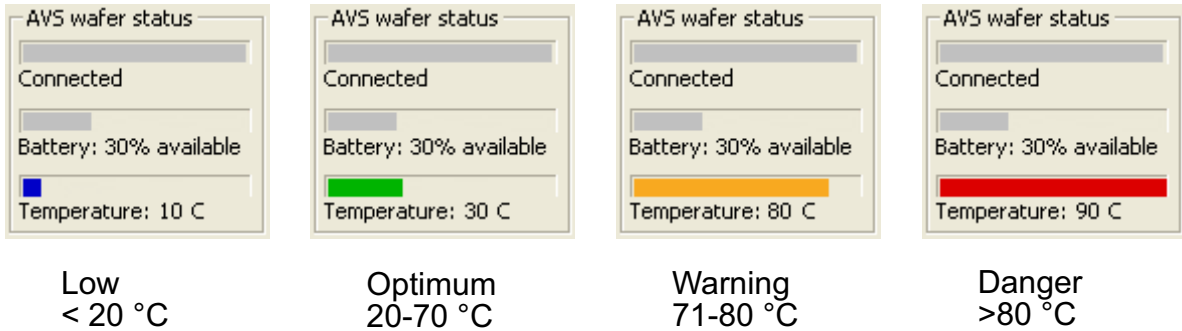 AVS wafer status
Connected
Battery: 30% available
Temperature: 10 C
Low
< 20 °C
AVS wafer status
Connected
Battery: 30% available
Temperature: 30 C
Optimum
20-70 °C
AVS wafer status
Connected
Battery: 30% available
Temperature: 80 C
Warning
71-80 °C
AVS wafer status
Connected
Battery: 30% available
Temperature: 90 C
Danger
>80 °C